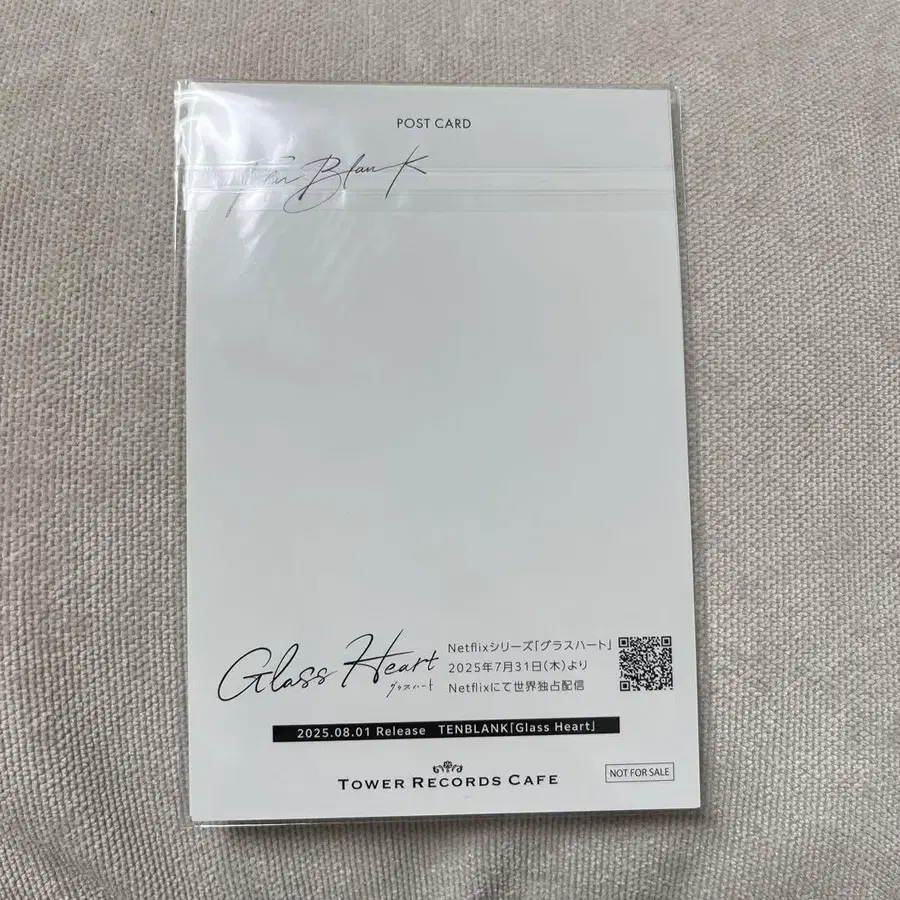 POST CARD
Ten Blank
Glass Heart
グラスハート
Netflixシリーズ「グラスハート」
2025年7月31日(木)より
Netflixにて世界独占配信
2025.08.01 Release TENBLANK「Glass Heart」
TOWER RECORDS CAFE
NOT FOR SALE